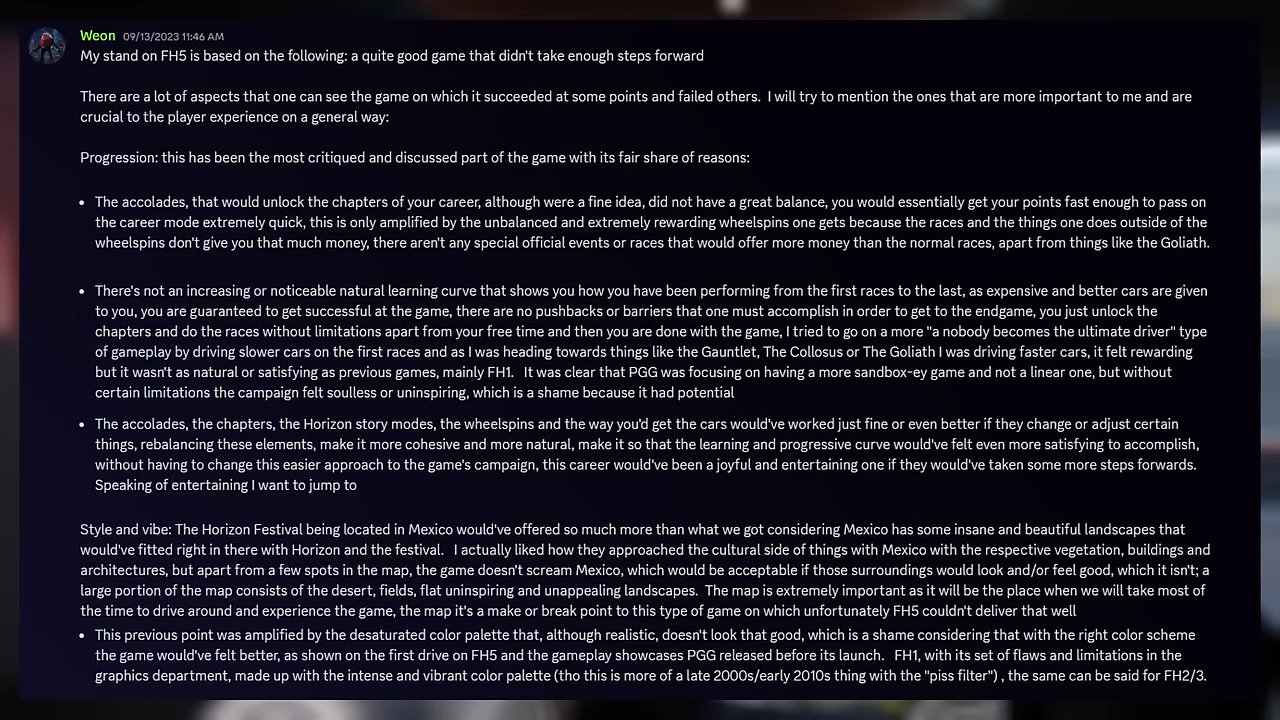 Weon 09/13/2023 11:46 AM
My stand on FH5 is based on the following: a quite good game that didn't take enough steps forward
There are a lot of aspects that one can see the game on which it succeeded at some points and failed others.  I will try to mention the ones that are more important to me and are
crucial to the player experience on a general way:
Progression: this has been the most critiqued and discussed part of the game with its fair share of reasons:
• The accolades, that would unlock the chapters of your career, although were a fine idea, did not have a great balance, you would essentially get your points fast enough to pass on
the career mode extremely quick, this is only amplified by the unbalanced and extremely rewarding wheelspins one gets because the races and the things one does outside of the
wheelspins don't give you that much money, there aren't any special official events or races that would offer more money than the normal races, apart from things like the Goliath.
• There's not an increasing or noticeable natural learning curve that shows you how you have been performing from the first races to the last, as expensive and better cars are given
to you, you are guaranteed to get successful at the game, there are no pushbacks or barriers that one must accomplish in order to get to the endgame, you just unlock the
chapters and do the races without limitations apart from your free time and then you are done with the game, I tried to go on a more "a nobody becomes the ultimate driver" type
of gameplay by driving slower cars on the first races and as I was heading towards things like the Gauntlet, The Collosus or The Goliath I was driving faster cars, it felt rewarding
but it wasn't as natural or satisfying as previous games, mainly FH1.   It was clear that PGG was focusing on having a more sandbox-ey game and not a linear one, but without
certain limitations the campaign felt soulless or uninspiring, which is a shame because it had potential
• The accolades, the chapters, the Horizon story modes, the wheelspins and the way you'd get the cars would've worked just fine or even better if they change or adjust certain
things, rebalancing these elements, make it more cohesive and more natural, make it so that the learning and progressive curve would've felt even more satisfying to accomplish,
without having to change this easier approach to the game's campaign, this career would've been a joyful and entertaining one if they would've taken some more steps forwards.
Speaking of entertaining I want to jump to
Style and vibe: The Horizon Festival being located in Mexico would've offered so much more than what we got considering Mexico has some insane and beautiful landscapes that
would've fitted right in there with Horizon and the festival.   I actually liked how they approached the cultural side of things with Mexico with the respective vegetation, buildings and
architectures, but apart from a few spots in the map, the game doesn't scream Mexico, which would be acceptable if those surroundings would look and/or feel good, which it isn't; a
large portion of the map consists of the desert, fields, flat uninspiring and unappealing landscapes.  The map is extremely important as it will be the place when we will take most of
the time to drive around and experience the game, the map it's a make or break point to this type of game on which unfortunately FH5 couldn't deliver that well
• This previous point was amplified by the desaturated color palette that, although realistic, doesn't look that good, which is a shame considering that with the right color scheme
the game would've felt better, as shown on the first drive on FH5 and the gameplay showcases PGG released before its launch.   FH1, with its set of flaws and limitations in the
graphics department, made up with the intense and vibrant color palette (tho this is more of a late 2000s/early 2010s thing with the "piss filter") , the same can be said for FH2/3.